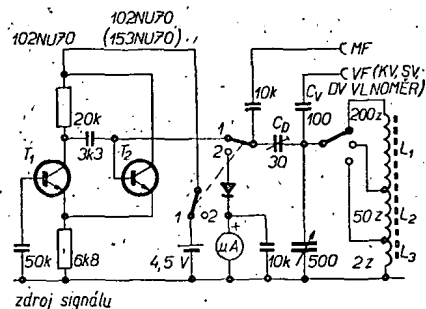 102NU70
102NU70
(153NU70)
MF
VF (KV, SV,
DV VLNOMĚR)
10k
Cv
100
200z
20k
3k3
1
2
Cp
30
T1
T2
L1
50z
L2
2z
L3
1
2
+
μA
50k
6k8
4,5 V
10k
500
zdroj signálu